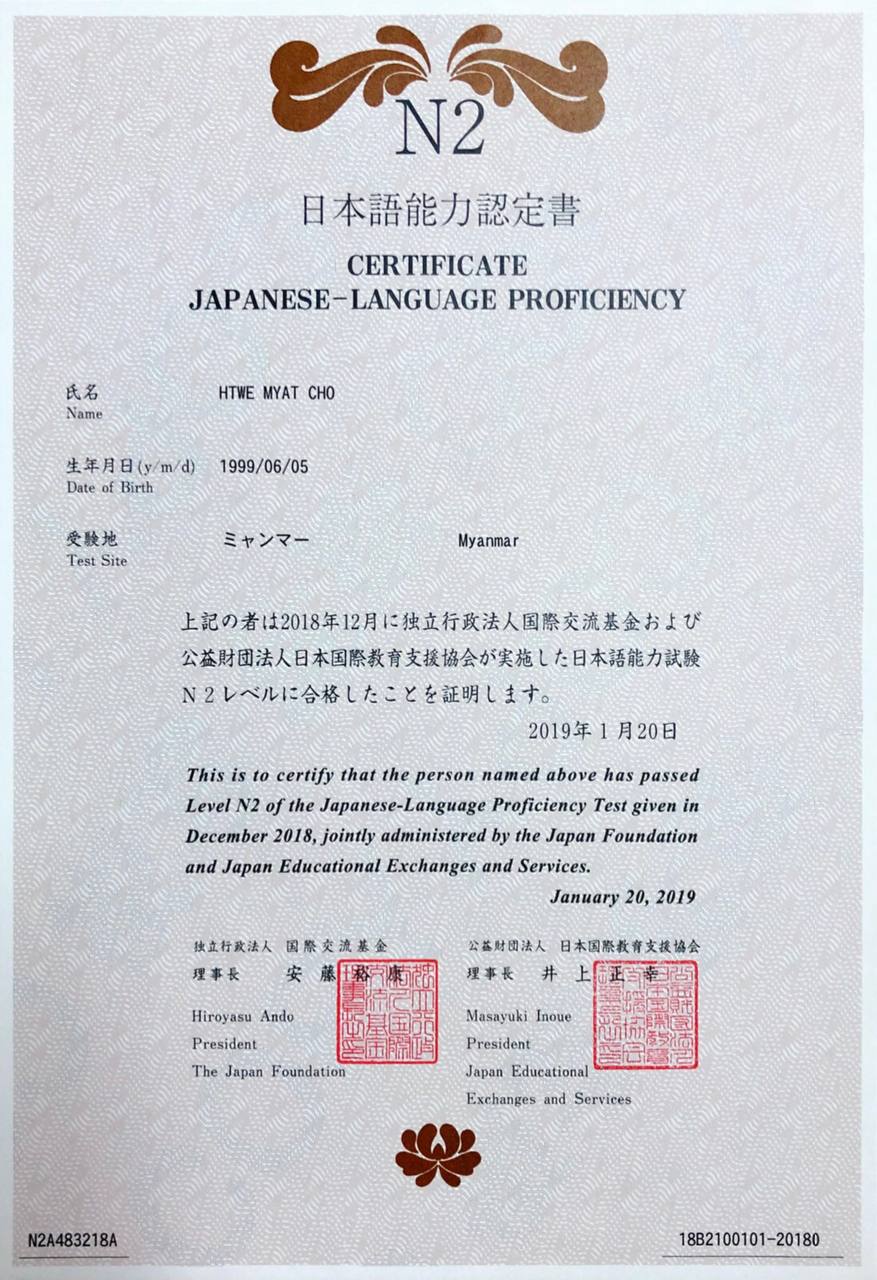 N2
日本語能力認定書
CERTIFICATE
JAPANESE-LANGUAGE PROFICIENCY
氏名 HTWE MYAT CHO
Name
生年月日(y/m/d) 1999/06/05
Date of Birth
受験地 ミャンマー Myanmar
Test Site
上記の者は2018年12月に独立行政法人国際交流基金および
公益財団法人日本国際教育支援協会が実施した日本語能力試験
N2レベルに合格したことを証明します。
2019年1月20日
This is to certify that the person named above has passed
Level N2 of the Japanese-Language Proficiency Test given in
December 2018, jointly administered by the Japan Foundation
and Japan Educational Exchanges and Services.
January 20, 2019
独立行政法人 国際交流基金
理事長 安藤裕康
Hiroyasu Ando
President
The Japan Foundation
公益財団法人 日本国際教育支援協会
理事長 井上正幸
Masayuki Inoue
President
Japan Educational
Exchanges and Services
N2A483218A
18B2100101-20180